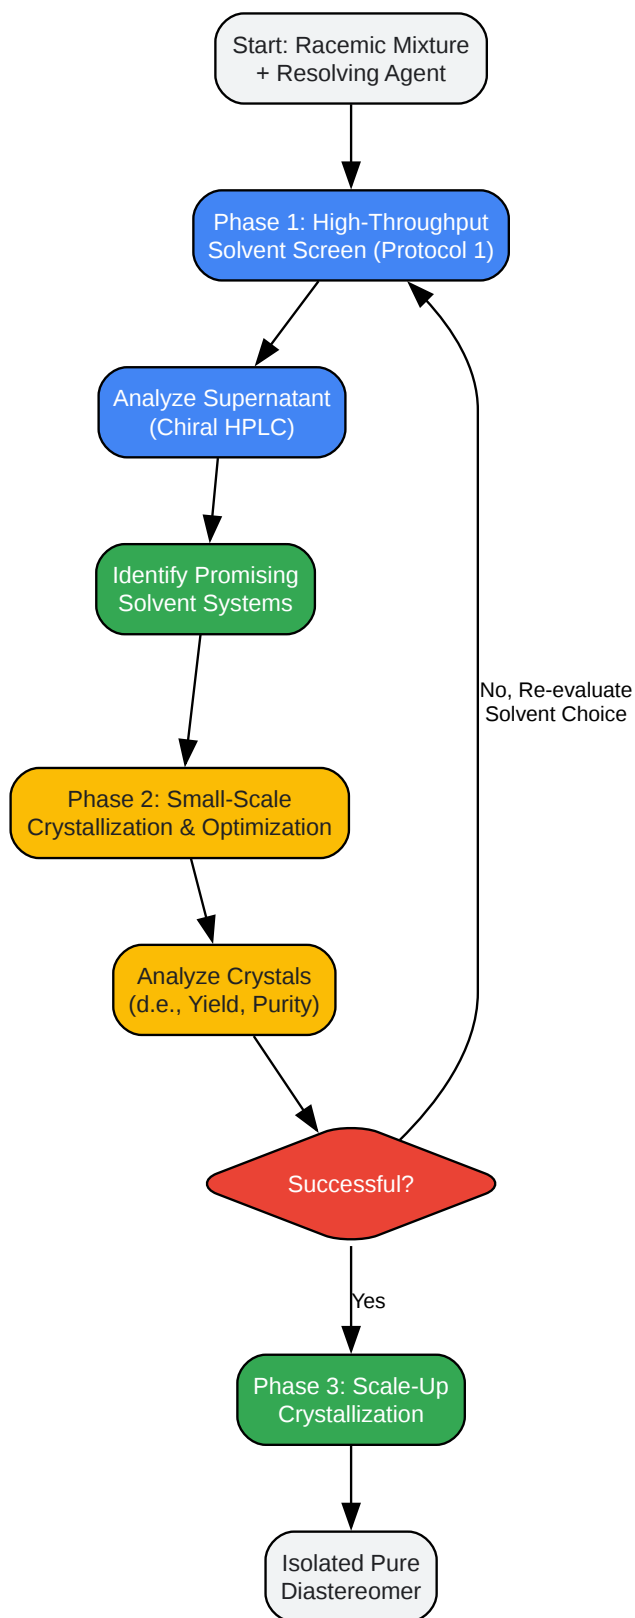 Start: Racemic Mixture
+ Resolving Agent
Phase 1: High-Throughput
Solvent Screen (Protocol 1)
Analyze Supernatant
(Chiral HPLC)
Identify Promising
Solvent Systems
No, Re-evaluate
Solvent Choice
Phase 2: Small-Scale
Crystallization & Optimization
Analyze Crystals
(d.e., Yield, Purity)
Successful?
Yes
Phase 3: Scale-Up
Crystallization
Isolated Pure
Diastereomer